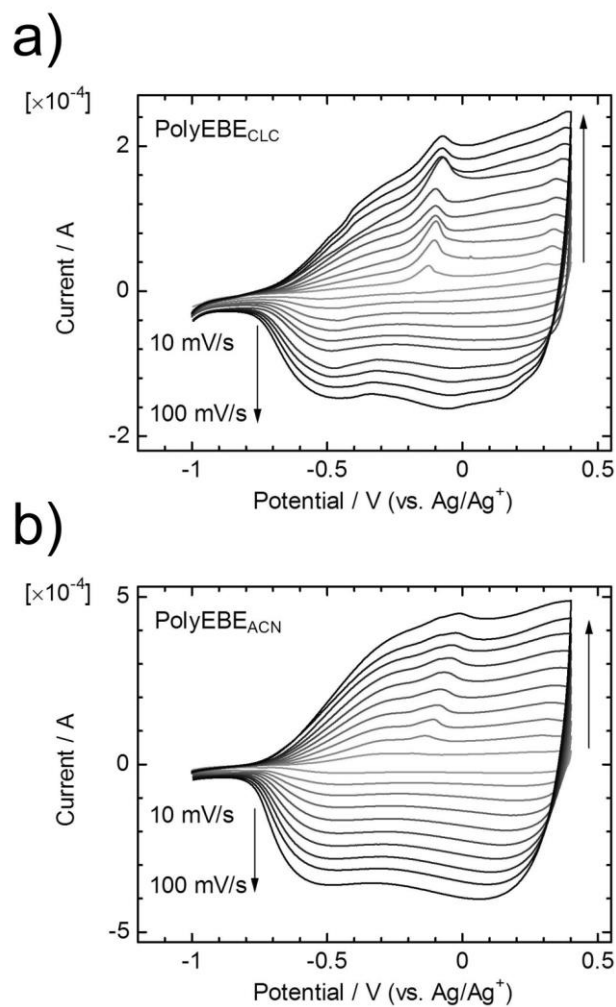 a)
[×10⁻⁴]
PolyEBE_CLC
2
0
-2
Current / A
10 mV/s
100 mV/s
-1 -0.5 0 0.5
Potential / V (vs. Ag/Ag⁺)
b)
[×10⁻⁴]
PolyEBE_ACN
5
0
-5
Current / A
10 mV/s
100 mV/s
-1 -0.5 0 0.5
Potential / V (vs. Ag/Ag⁺)